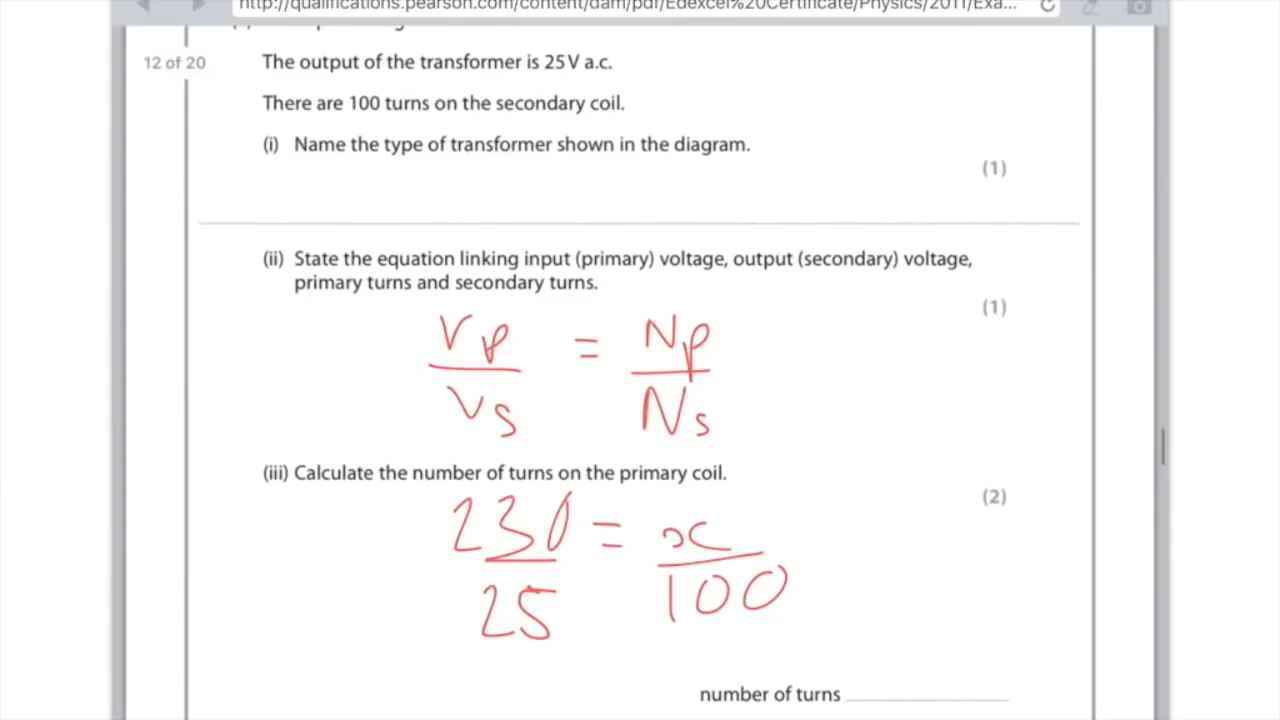 http://qualifications.pearson.com/content/dam/pdf/Edexcel%20Certificate/Physics/2011/Exa...
12 of 20
The output of the transformer is 25 V a.c.
There are 100 turns on the secondary coil.
(i) Name the type of transformer shown in the diagram.
(1)
(ii) State the equation linking input (primary) voltage, output (secondary) voltage,
primary turns and secondary turns.
(1)
Vp = Np
Vs Ns
(iii) Calculate the number of turns on the primary coil.
(2)
230 = x
25 100
number of turns